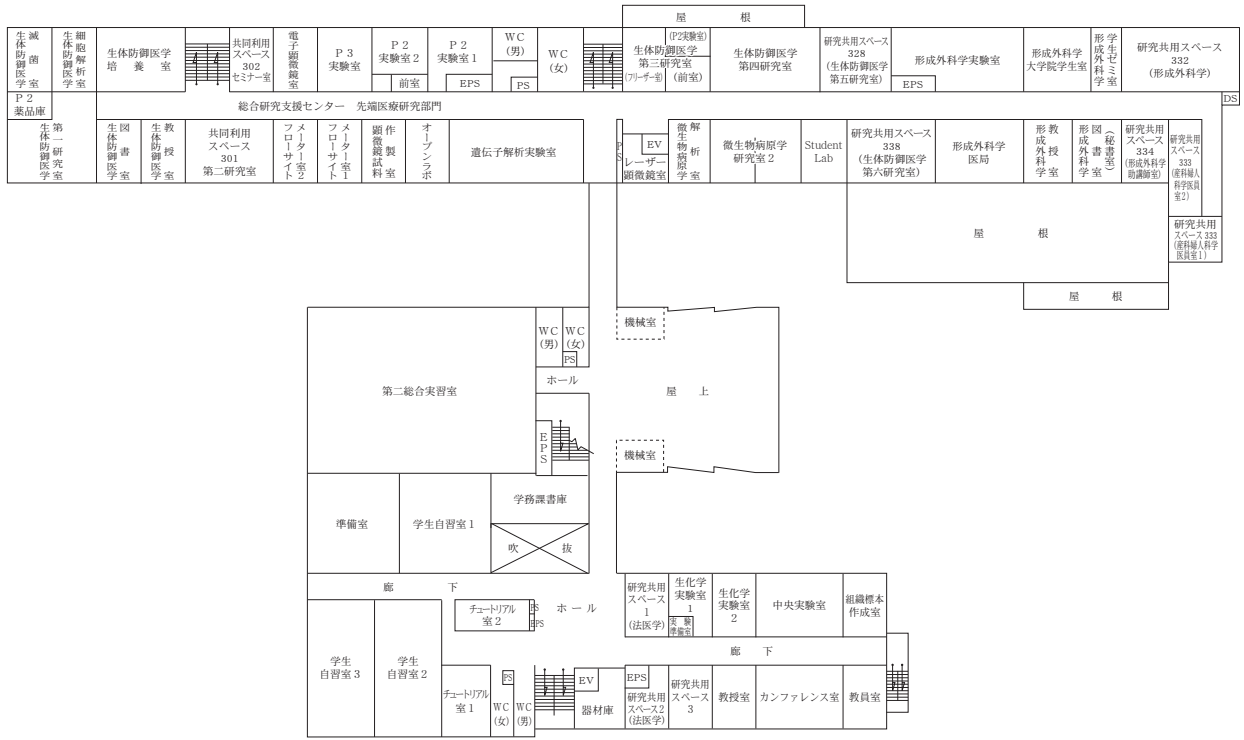 屋　根
生体防御医学
滅菌室
生体防御医学
細胞解析室
生体防御医学
培養室
共同利用
スペース
302
セミナー室
電子顕微鏡室
P3
実験室
P2
実験室2
前室
P2
実験室1
EPS
WC
(男)
PS
WC
(女)
(P2実験室)
生体防御医学
第三研究室
(フリーザー室)
(前室)
生体防御医学
第四研究室
研究共用スペース
328
(生体防御医学
第五研究室)
形成外科学実験室
EPS
形成外科学
大学院学生室
形成外科学
学生ゼミ室
研究共用スペース
332
(形成外科学)
P2
薬品庫
総合研究支援センター　先端医療研究部門
DS
生体防御医学
第一研究室
生体防御医学
図書室
生体防御医学
教授室
共同利用
スペース
301
第二研究室
フローサイト
メーター室2
フローサイト
メーター室1
顕微鏡試料
作製室
オープンラボ
遺伝子解析実験室
PS
EV
レーザー
顕微鏡室
微生物病原学
解析室
微生物病原学
研究室2
Student
Lab
研究共用スペース
338
(生体防御医学
第六研究室)
形成外科学
医局
形成外科学
教授室
形成外科学
図書室
(秘書室)
研究共用
スペース
334
(形成外科学
助講師室)
研究共用
スペース
333
(産科婦人
科学医員
室2)
屋　根
研究共用
スペース333
(産科婦人科学
医員室1)
屋　根
第二総合実習室
WC
(男)
WC
(女)
PS
ホール
機械室
屋　上
EPS
機械室
準備室
学生自習室1
学務課書庫
吹　抜
廊　下
チュートリアル
室2
PS
EPS
ホール
研究共用
スペース
1
(法医学)
生化学
実験室
1
実験
準備室
生化学
実験室
2
中央実験室
組織標本
作成室
廊　下
学生
自習室3
学生
自習室2
チュートリアル
室1
PS
WC
(女)
WC
(男)
EV
器材庫
EPS
研究共用
スペース2
(法医学)
研究共用
スペース
3
教授室
カンファレンス室
教員室